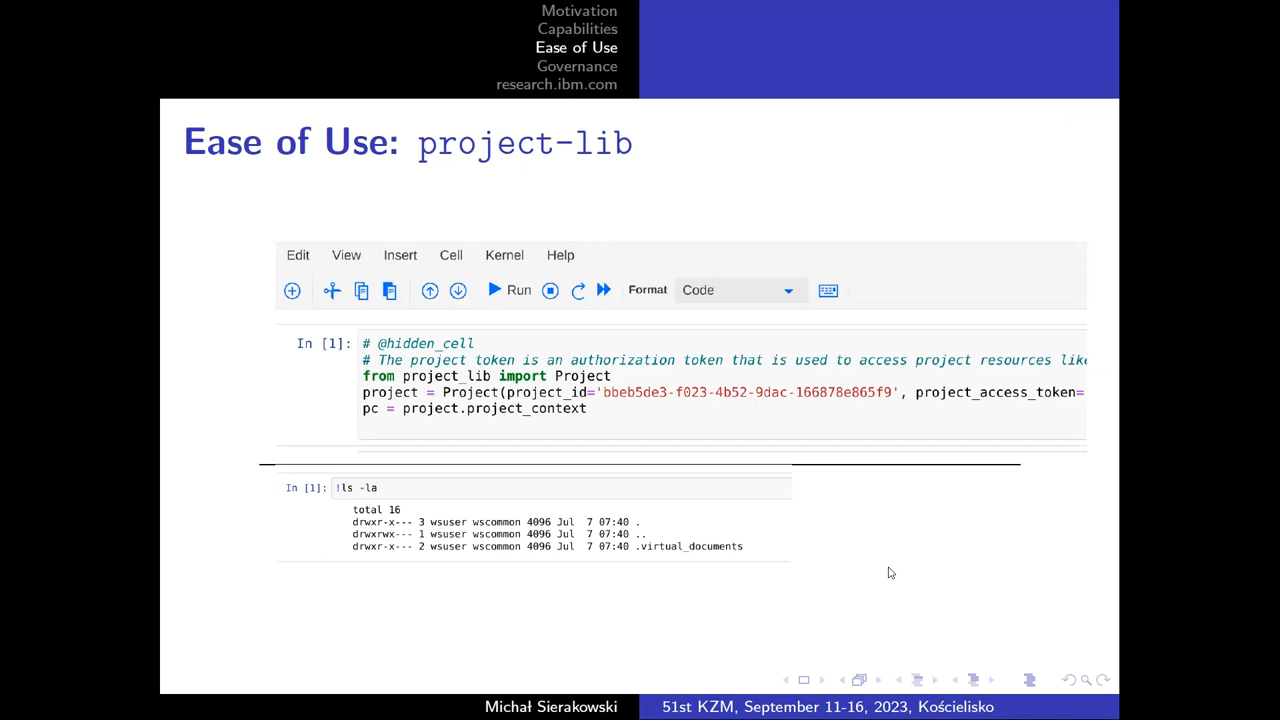 Motivation
Capabilities
Ease of Use
Governance
research.ibm.com
Ease of Use: project-lib
Edit View Insert Cell Kernel Help
Run Format Code
In [1]: # @hidden_cell
# The project token is an authorization token that is used to access project resources like
from project_lib import Project
project = Project(project_id='bbeb5de3-f023-4b52-9dac-166878e865f9', project_access_token=
pc = project.project_context
In [1]: !ls -la
total 16
drwxr-x--- 3 wsuser wscommon 4096 Jul  7 07:40 .
drwxrwx--- 1 wsuser wscommon 4096 Jul  7 07:40 ..
drwxr-x--- 2 wsuser wscommon 4096 Jul  7 07:40 .virtual_documents
Michał Sierakowski 51st KZM, September 11-16, 2023, Kościelisko